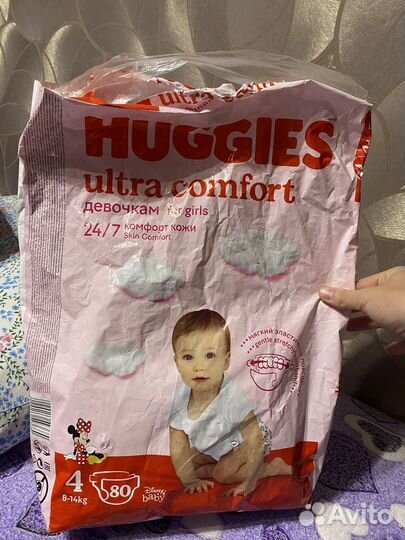 ultra
HUGGIES
ultra comfort
девочкам for girls
24/7 комфорт кожи
Skin Comfort
мягкий
gentle stretch
4
8-14kg
80
Disney
baby
Avito